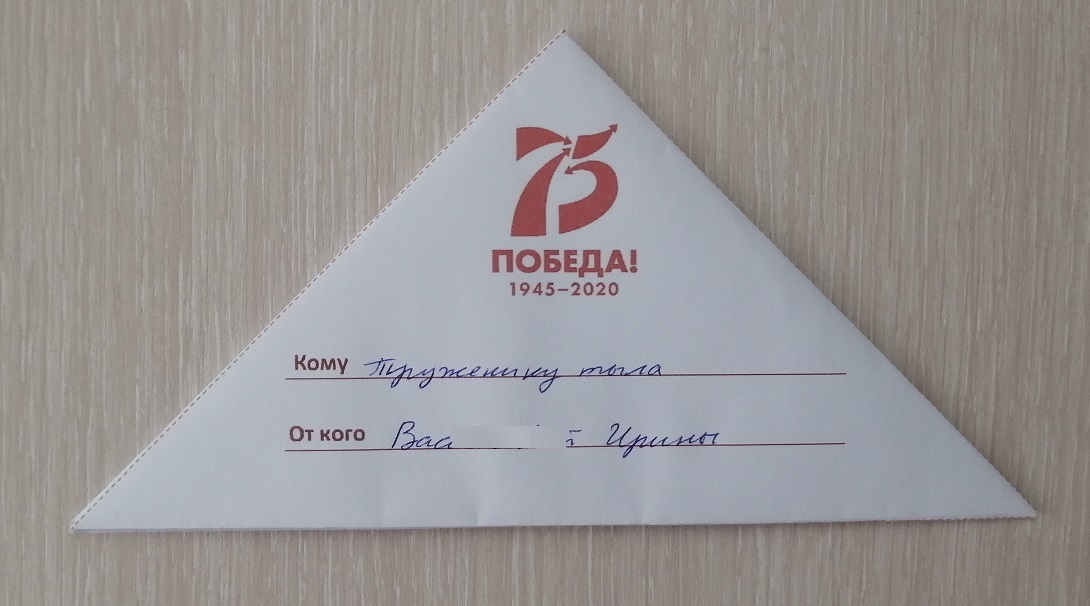 75
ПОБЕДА!
1945–2020
Кому Труженику тыла
От кого Ирины